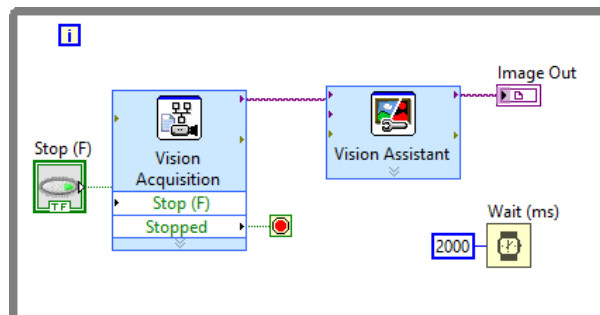 i
Image Out
Stop (F)
TF
Vision
Acquisition
Stop (F)
Stopped
Vision Assistant
Wait (ms)
2000